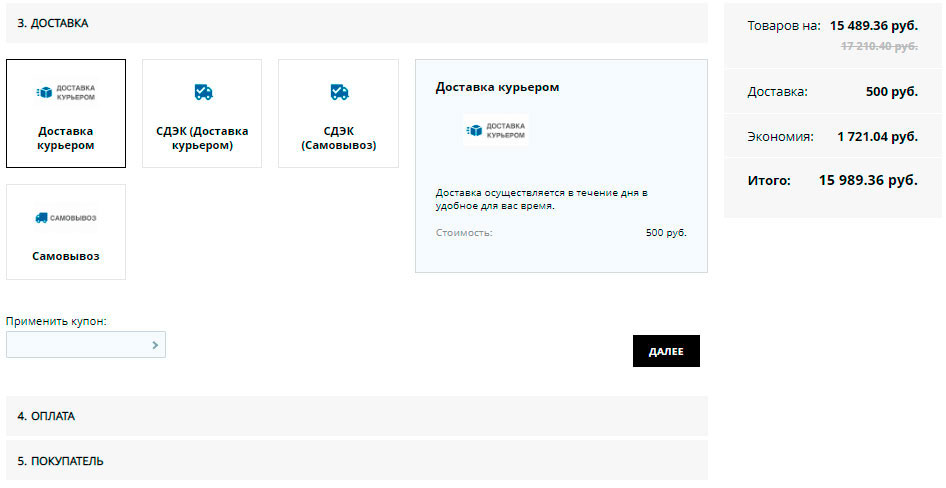 3. ДОСТАВКА
ДОСТАВКА
КУРЬЕРОМ
Доставка
курьером
СДЭК (Доставка
курьером)
СДЭК
(Самовывоз)
САМОВЫВОЗ
Самовывоз
Доставка курьером
ДОСТАВКА
КУРЬЕРОМ
Доставка осуществляется в течение дня в
удобное для вас время.
Стоимость: 500 руб.
Применить купон:
ДАЛЕЕ
4. ОПЛАТА
5. ПОКУПАТЕЛЬ
Товаров на: 15 489.36 руб.
17 210.40 руб.
Доставка: 500 руб.
Экономия: 1 721.04 руб.
Итого: 15 989.36 руб.